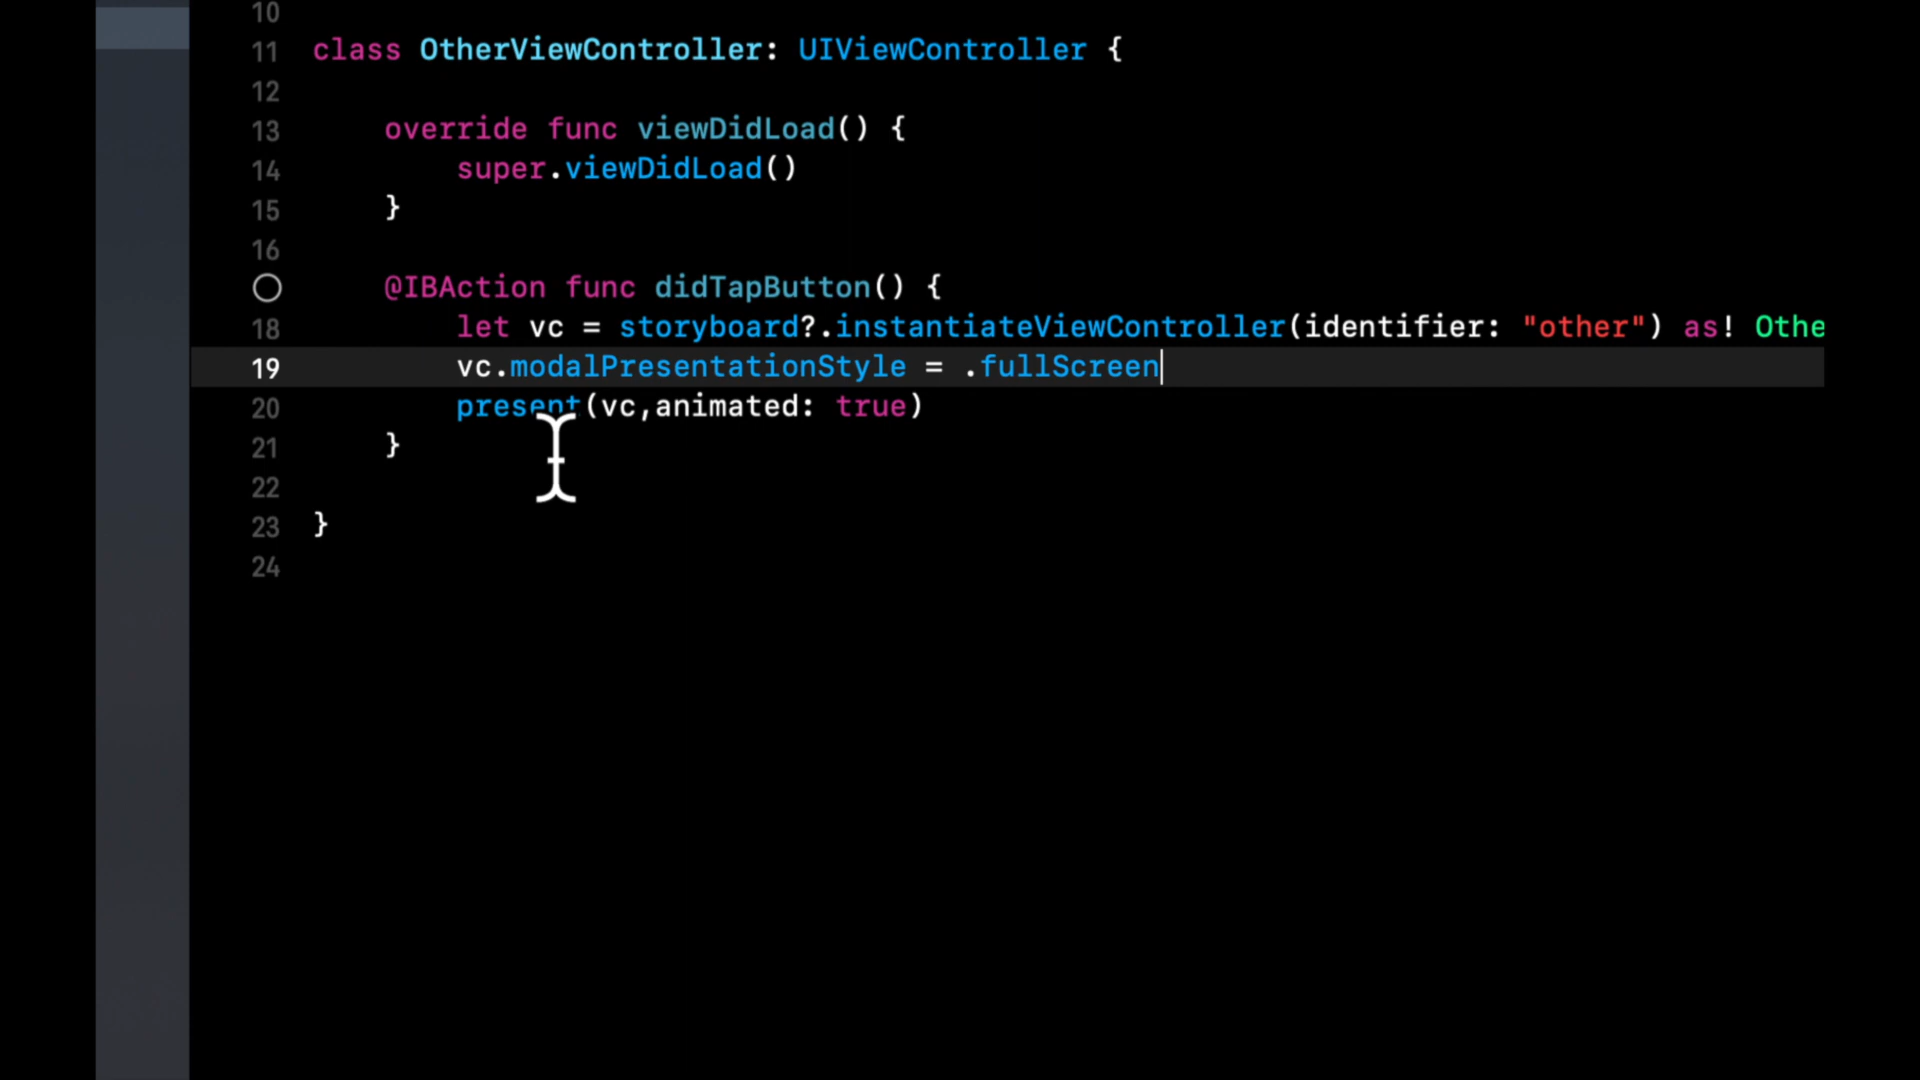 10
11 class OtherViewController: UIViewController {
12
13 override func viewDidLoad() {
14 super.viewDidLoad()
15 }
16
@IBAction func didTapButton() {
18 let vc = storyboard?.instantiateViewController(identifier: "other") as! Othe
19 vc.modalPresentationStyle = .fullScreen
20 present(vc,animated: true)
21 }
22
23 }
24